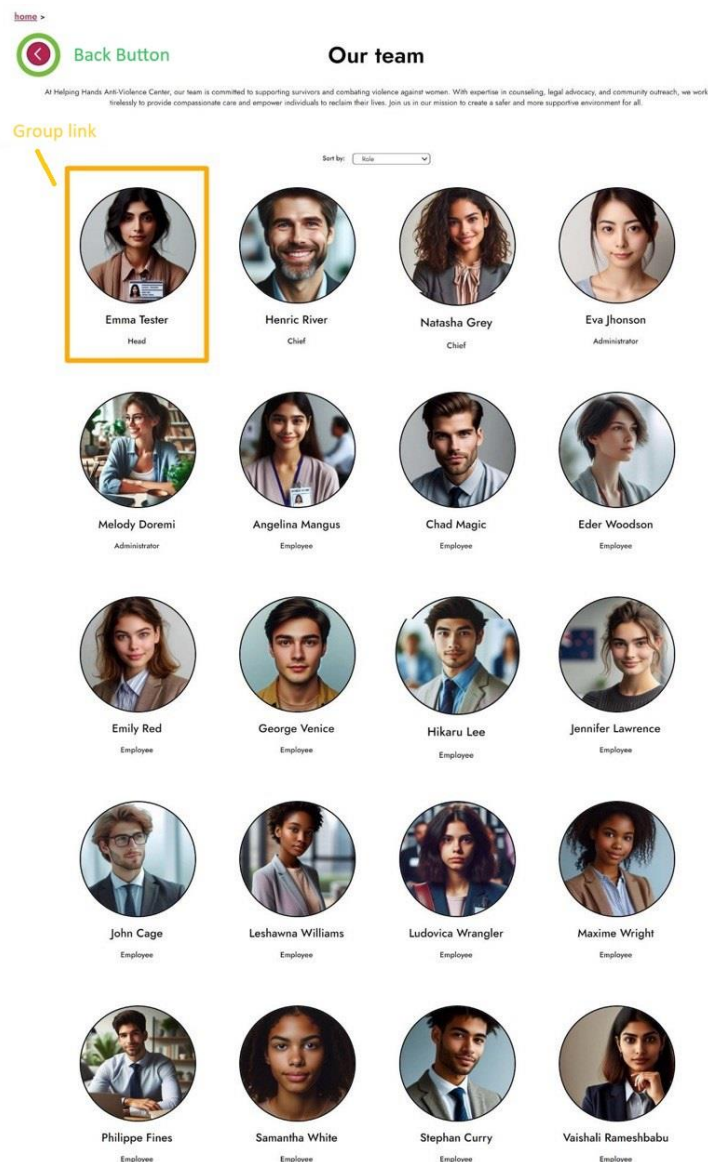 home >
Back Button
Our team
At Helping Hands Anti-Violence Center, our team is committed to supporting survivors and combating violence against women. With expertise in counseling, legal advocacy, and community outreach, we work
tirelessly to provide compassionate care and empower individuals to reclaim their lives. Join us in our mission to create a safer and more supportive environment for all.
Group link
Sort by: Role
Emma Tester Henric River Natasha Grey Eva Jhonson
Head Chief Chief Administrator
Melody Doremi Angelina Mangus Chad Magic Eder Woodson
Administrator Employee Employee Employee
Emily Red George Venice Hikaru Lee Jennifer Lawrence
Employee Employee Employee Employee
John Cage Leshawna Williams Ludovica Wrangler Maxime Wright
Employee Employee Employee Employee
Philippe Fines Samantha White Stephan Curry Vaishali Rameshbabu
Employee Employee Employee Employee